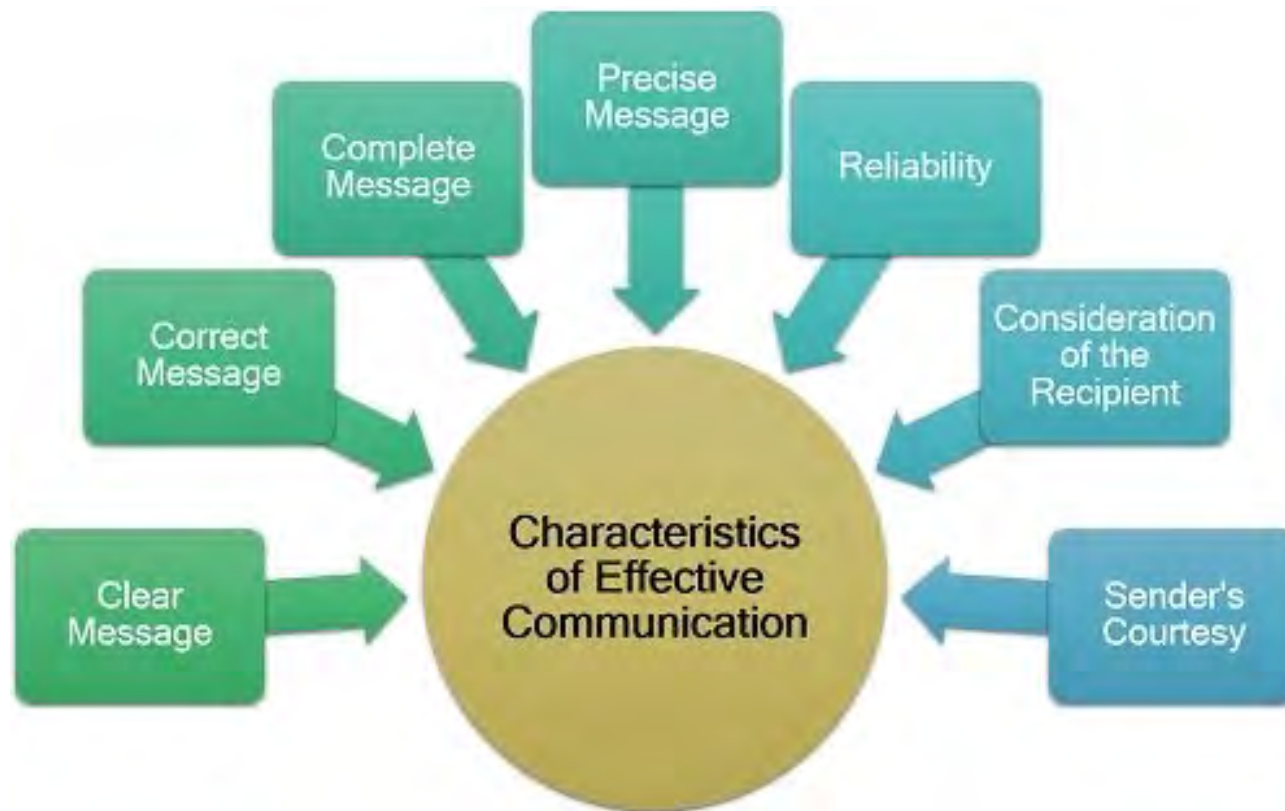 Clear
Message
Correct
Message
Complete
Message
Precise
Message
Reliability
Consideration
of the
Recipient
Sender's
Courtesy
Characteristics
of Effective
Communication